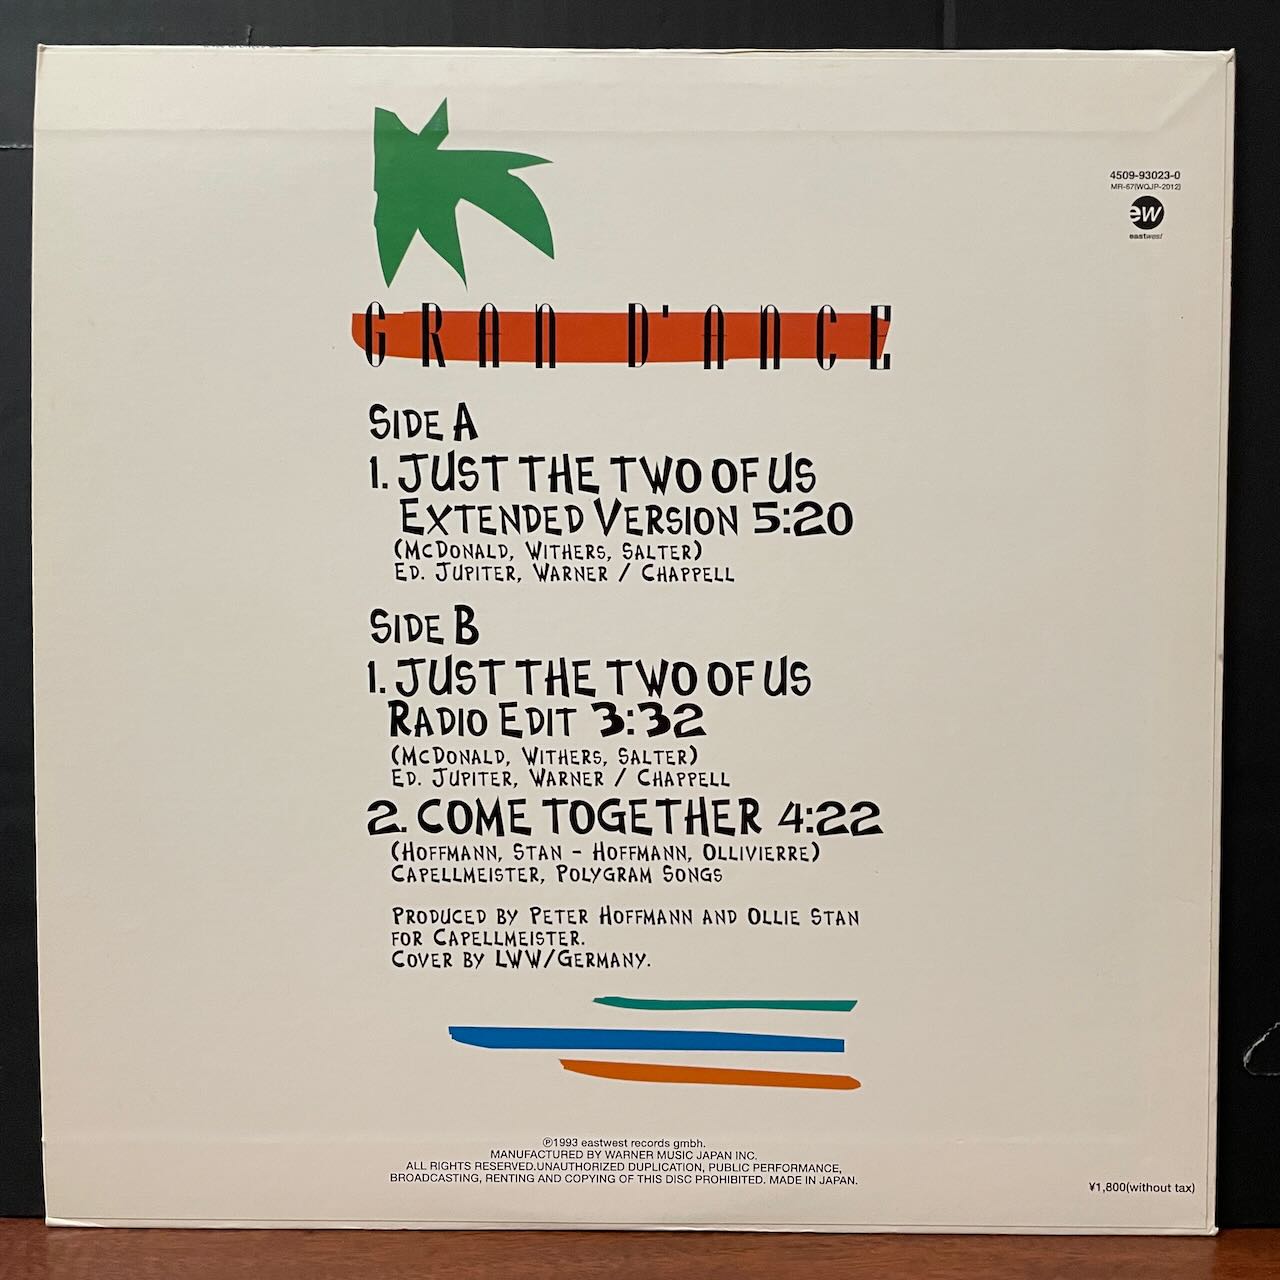 4509-93023-0
MR-67(WQJP-2012)
ew
eastwest
GRAN D'ANCE
SIDE A
1. JUST THE TWO OF US
EXTENDED VERSION 5:20
(MCDONALD, WITHERS, SALTER)
ED. JUPITER, WARNER / CHAPPELL
SIDE B
1. JUST THE TWO OF US
RADIO EDIT 3:32
(MCDONALD, WITHERS, SALTER)
ED. JUPITER, WARNER / CHAPPELL
2. COME TOGETHER 4:22
(HOFFMANN, STAN - HOFFMANN, OLLIVIERRE)
CAPELLMEISTER, POLYGRAM SONGS
PRODUCED BY PETER HOFFMANN AND OLLIE STAN
FOR CAPELLMEISTER.
COVER BY LWW/GERMANY.
℗1993 eastwest records gmbh.
MANUFACTURED BY WARNER MUSIC JAPAN INC.
ALL RIGHTS RESERVED.UNAUTHORIZED DUPLICATION, PUBLIC PERFORMANCE,
BROADCASTING, RENTING AND COPYING OF THIS DISC PROHIBITED. MADE IN JAPAN.
¥1,800(without tax)